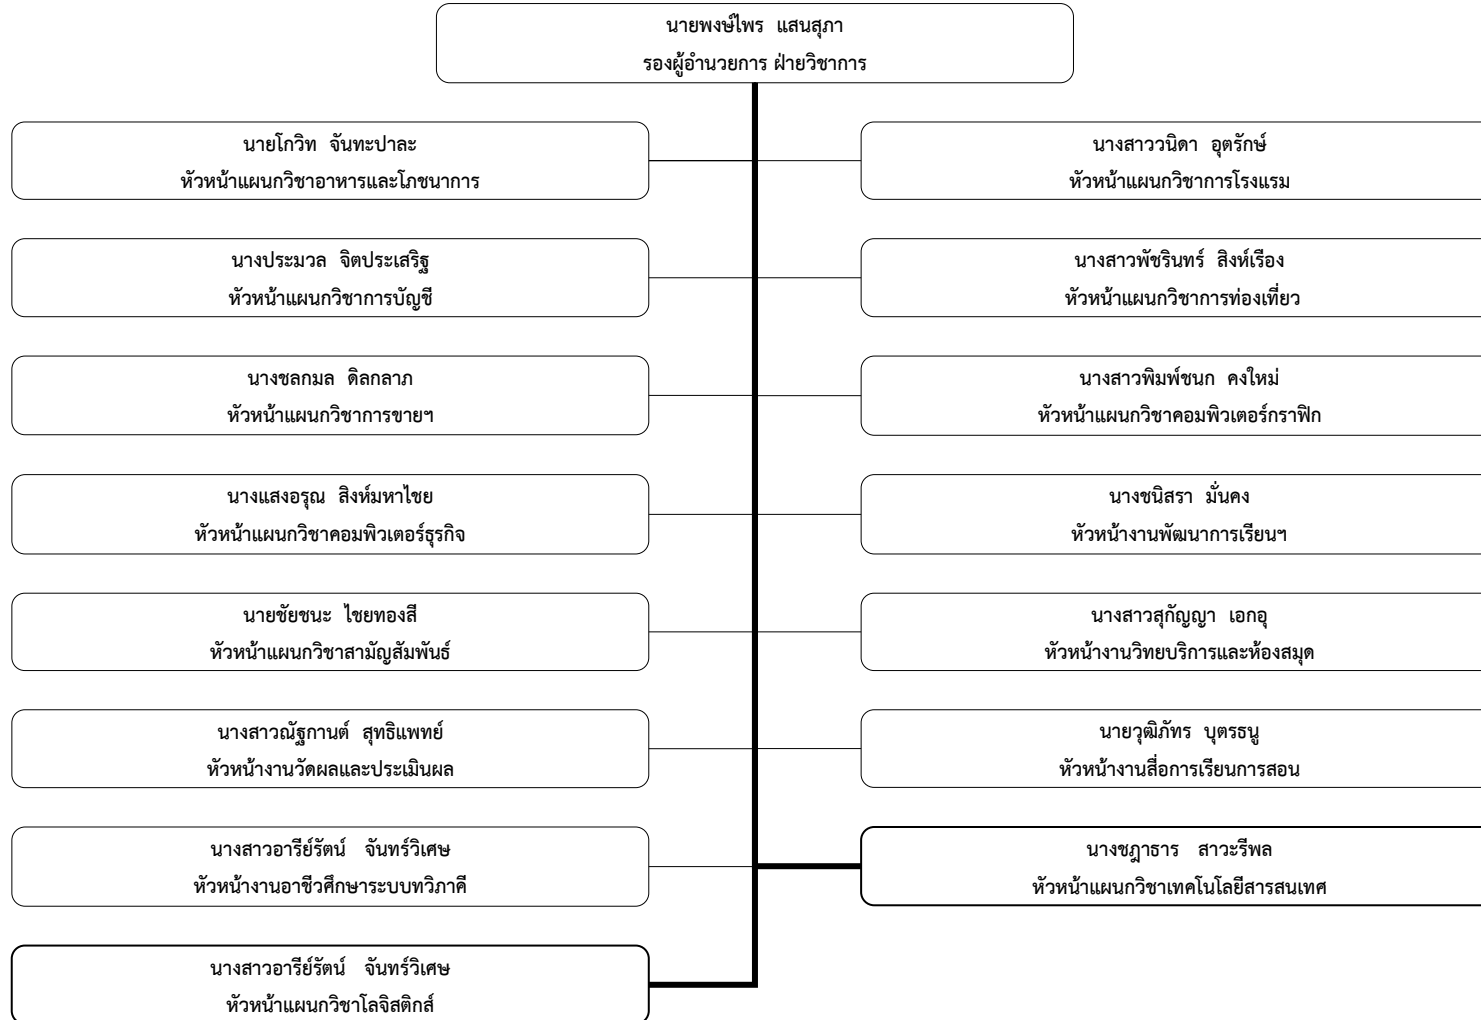 นายพงษ์ไพร แสนสุภา
รองผู้อำนวยการ ฝ่ายวิชาการ
นายโกวิท จันทะปาละ
หัวหน้าแผนกวิชาอาหารและโภชนาการ
นางสาววนิดา อุตรักษ์
หัวหน้าแผนกวิชาการโรงแรม
นางประมวล จิตประเสริฐ
หัวหน้าแผนกวิชาการบัญชี
นางสาวพัชรินทร์ สิงห์เรือง
หัวหน้าแผนกวิชาการท่องเที่ยว
นางชลกมล ดิลกลาภ
หัวหน้าแผนกวิชาการขายฯ
นางสาวพิมพ์ชนก คงใหม่
หัวหน้าแผนกวิชาคอมพิวเตอร์กราฟิก
นางแสงอรุณ สิงห์มหาไชย
หัวหน้าแผนกวิชาคอมพิวเตอร์ธุรกิจ
นางชนิสรา มั่นคง
หัวหน้างานพัฒนาการเรียนฯ
นายชัยชนะ ไชยทองสี
หัวหน้าแผนกวิชาสามัญสัมพันธ์
นางสาวสุกัญญา เอกอุ
หัวหน้างานวิทยบริการและห้องสมุด
นางสาวณัฐกานต์ สุทธิแพทย์
หัวหน้างานวัดผลและประเมินผล
นายวุฒิภัทร บุตรธนู
หัวหน้างานสื่อการเรียนการสอน
นางสาวอารีย์รัตน์ จันทร์วิเศษ
หัวหน้างานอาชีวศึกษาระบบทวิภาคี
นางชฎาธาร สาวะรีพล
หัวหน้าแผนกวิชาเทคโนโลยีสารสนเทศ
นางสาวอารีย์รัตน์ จันทร์วิเศษ
หัวหน้าแผนกวิชาโลจิสติกส์